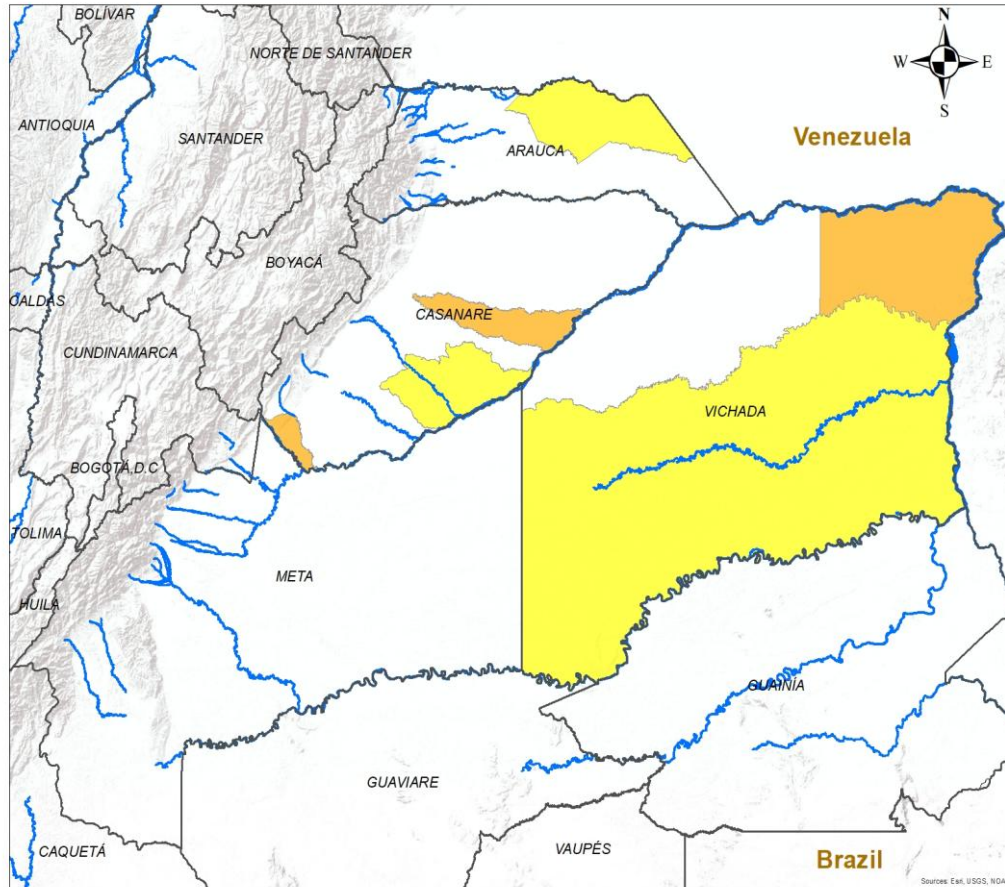 BOLÍVAR
N
NORTE DE SANTANDER
W
E
S
ANTIOQUIA
SANTANDER
Venezuela
ARAUCA
BOYACÁ
CALDAS
CASANARE
CUNDINAMARCA
VICHADA
BOGOTÁ, D.C
TOLIMA
META
HUILA
GUAINÍA
GUAVIARE
CAQUETÁ
VAUPÉS
Brazil
Sources: Esri, USGS, NOA